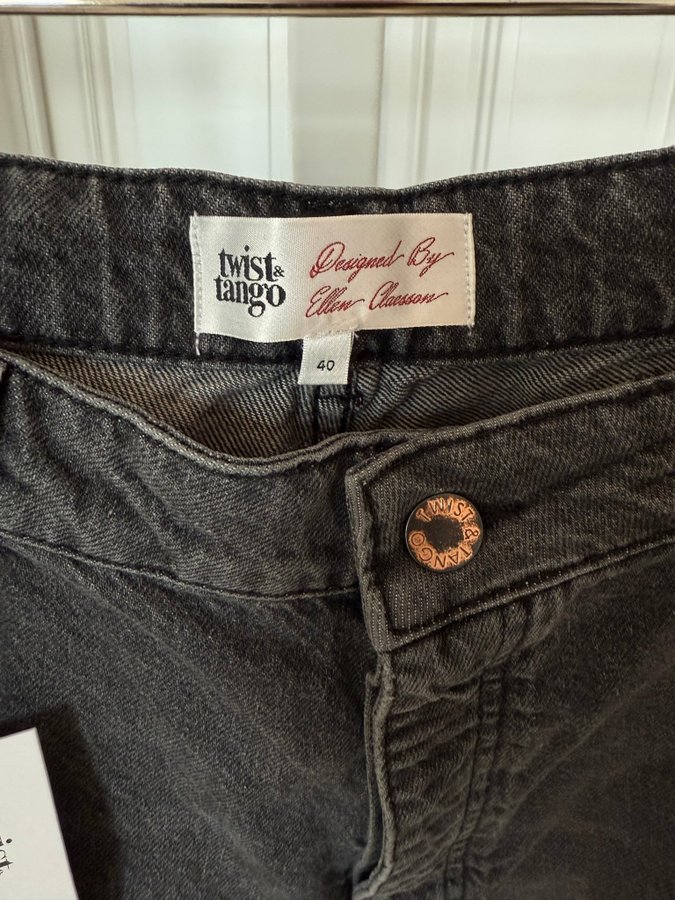 twist &
tango
Designed By
Ellen Claesson
40
TWIST & TANGO